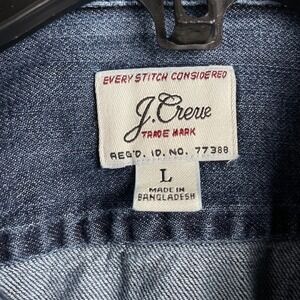 EVERY STITCH CONSIDERED
J.Crew
TRADE MARK
REG'D. ID. NO. 77388
L
MADE IN
BANGLADESH